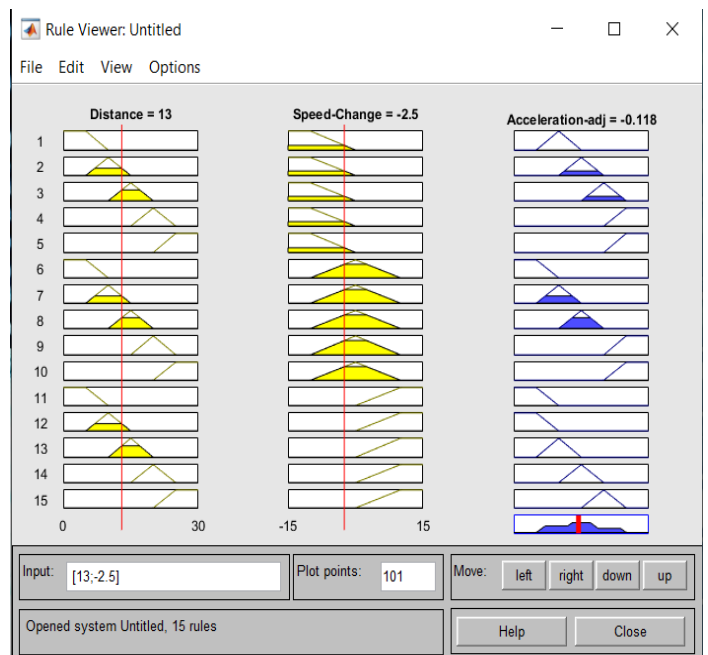 Rule Viewer: Untitled
File Edit View Options
Distance = 13 Speed-Change = -2.5 Acceleration-adj = -0.118
1
2
3
4
5
6
7
8
9
10
11
12
13
14
15
0 30 -15 15
Input: [13;-2.5] Plot points: 101 Move: left right down up
Opened system Untitled, 15 rules Help Close